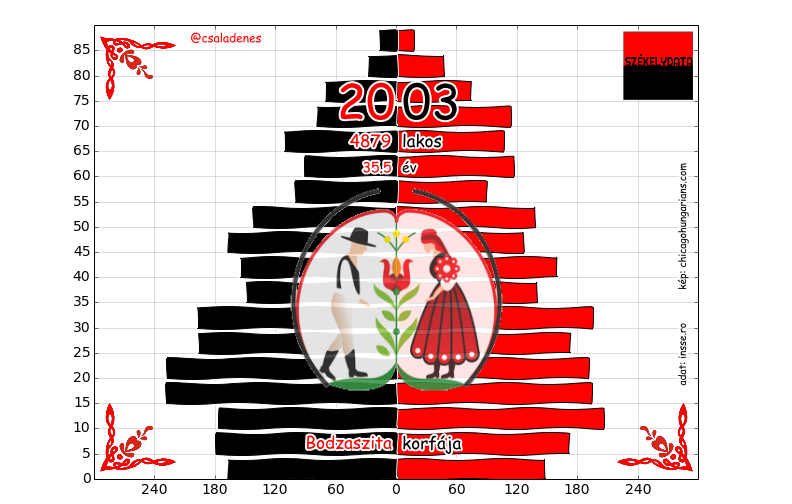 @csaladenes
SZÉKELYDATA
2003
4879 lakos
35.5 év
kép: chicagohungarians.com
adat: insse.ro
Bodzaszita korfája
85
80
75
70
65
60
55
50
45
40
35
30
25
20
15
10
5
0
240 180 120 60 0 60 120 180 240